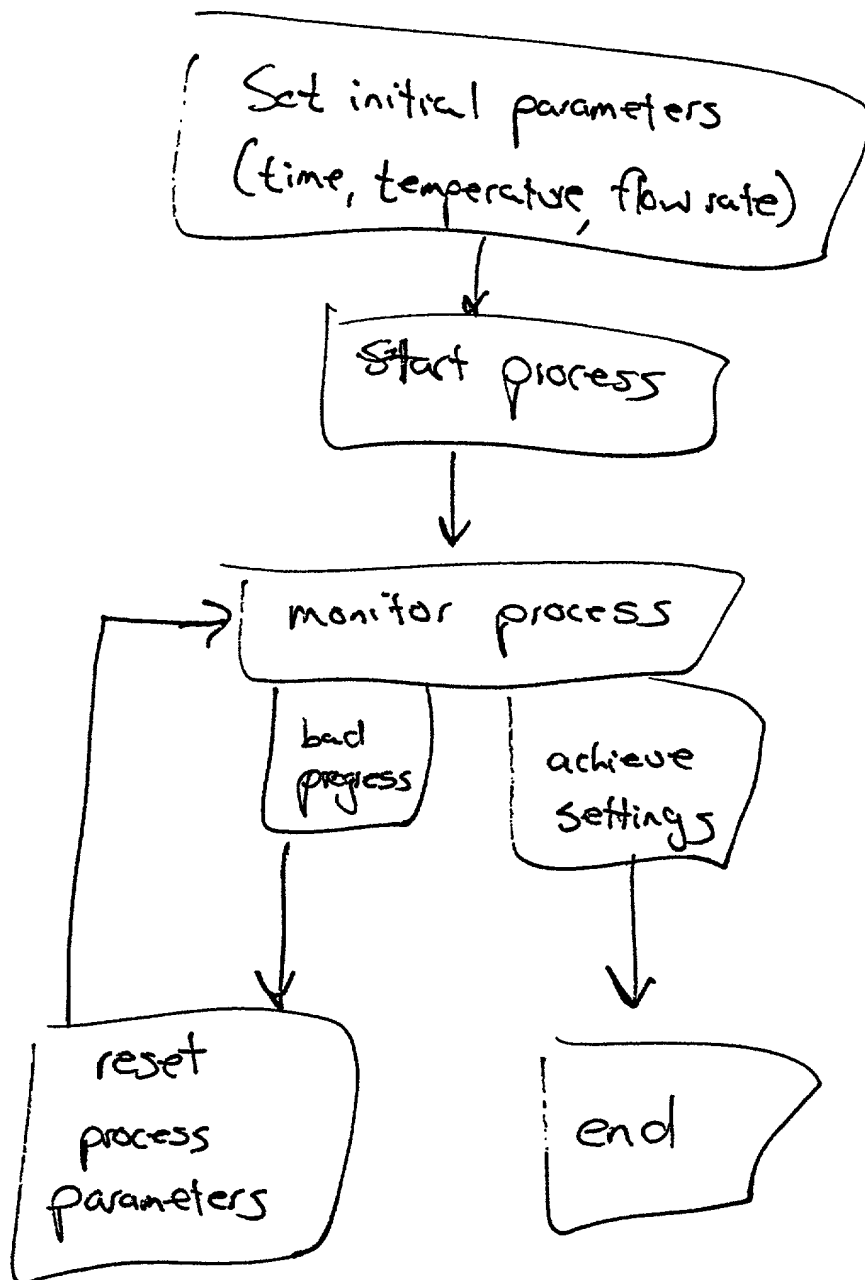 Set initial parameters
(time, temperature, flow rate)
Start process
monitor process
bad
progress
achieve
settings
reset
process
parameters
end